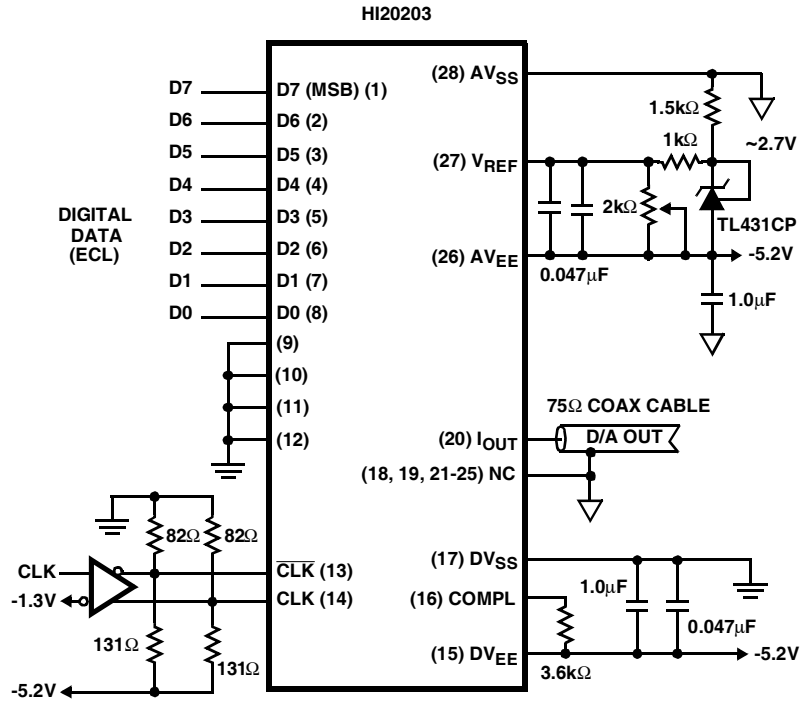 HI20203
D7
D6
D5
D4
D3
D2
D1
D0
DIGITAL
DATA
(ECL)
D7 (MSB) (1)
D6 (2)
D5 (3)
D4 (4)
D3 (5)
D2 (6)
D1 (7)
D0 (8)
(9)
(10)
(11)
(12)
82Ω
82Ω
CLK
-1.3V
131Ω
131Ω
-5.2V
CLK (13)
CLK (14)
(28) AVSS
1.5kΩ
1kΩ
~2.7V
(27) VREF
2kΩ
TL431CP
(26) AVEE
-5.2V
0.047μF
1.0μF
75Ω COAX CABLE
(20) IOUT
D/A OUT
(18, 19, 21-25) NC
(17) DVSS
1.0μF
(16) COMPL
0.047μF
(15) DVEE
-5.2V
3.6kΩ